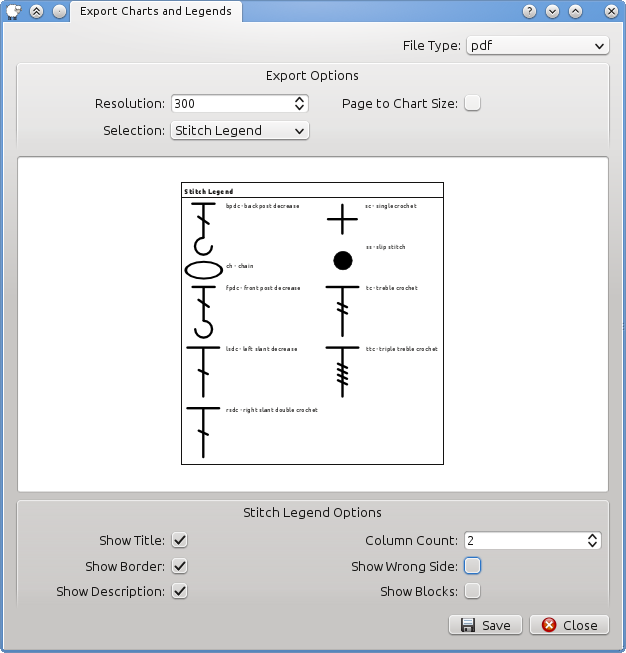 Export Charts and Legends
File Type: pdf
Export Options
Resolution: 300
Page to Chart Size:
Selection: Stitch Legend
Stitch Legend
bpdc - back post decrease
sc - single crochet
ss - slip stitch
ch - chain
fpdc - front post decrease
tc - treble crochet
lsdc - left slant decrease
ttc - triple treble crochet
rsdc - right slant double crochet
Stitch Legend Options
Show Title:
Column Count: 2
Show Border:
Show Wrong Side:
Show Description:
Show Blocks:
Save
Close